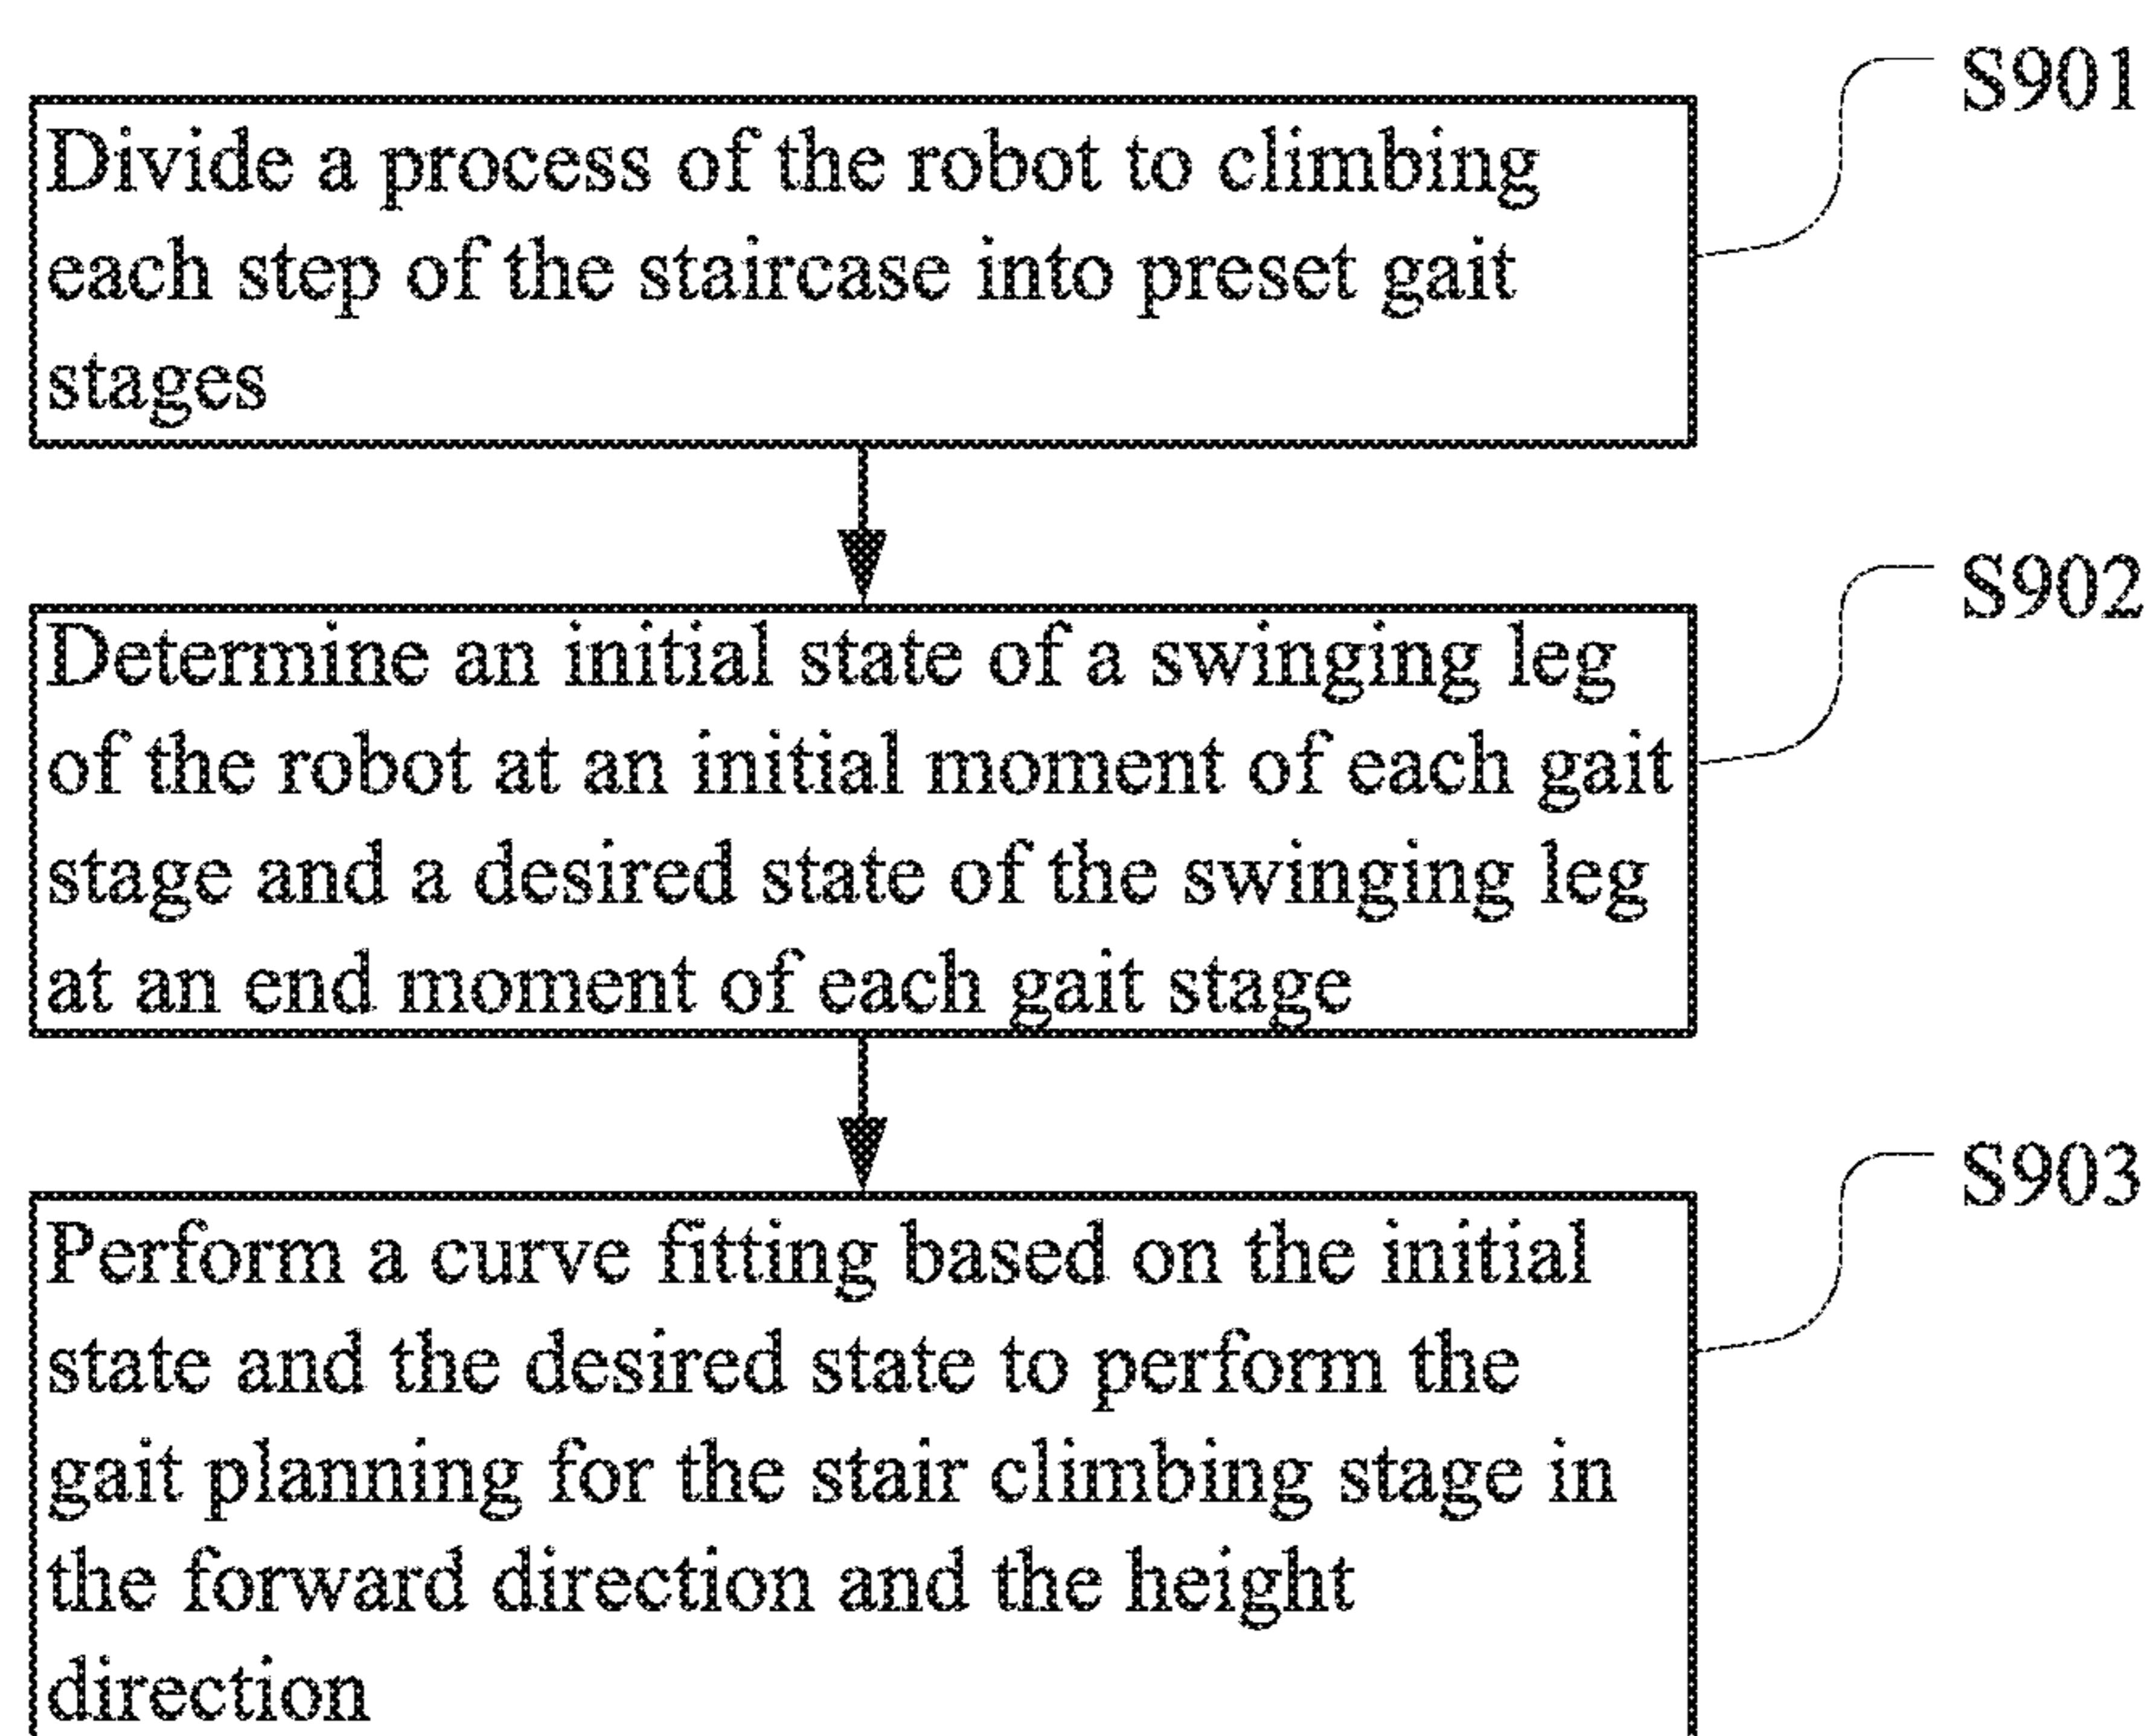 S901
Divide a process of the robot to climbing
each step of the staircase into preset gait
stages
S902
Determine an initial state of a swinging leg
of the robot at an initial moment of each gait
stage and a desired state of the swinging leg
at an end moment of each gait stage
S903
Perform a curve fitting based on the initial
state and the desired state to perform the
gait planning for the stair climbing stage in
the forward direction and the height
direction